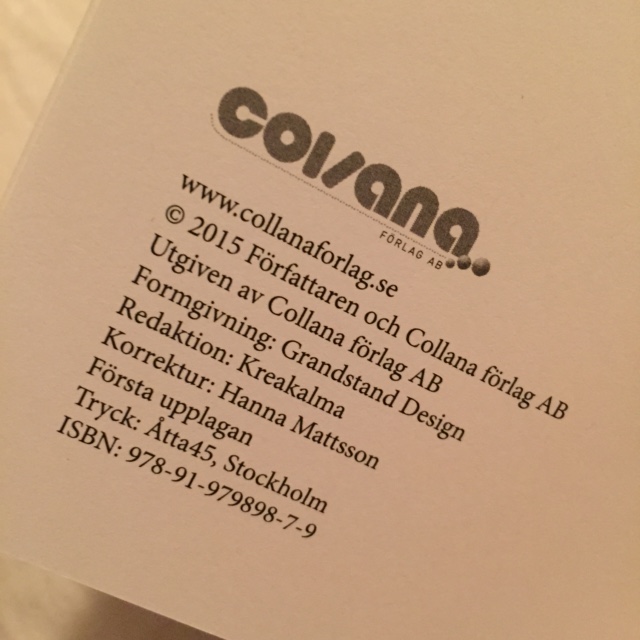 collana
FÖRLAG AB
www.collanaforlag.se
© 2015 Författaren och Collana förlag AB
Utgiven av Collana förlag AB
Formgivning: Grandstand Design
Redaktion: Kreakalma
Korrektur: Hanna Mattsson
Första upplagan
Tryck: Åtta45, Stockholm
ISBN: 978-91-979898-7-9